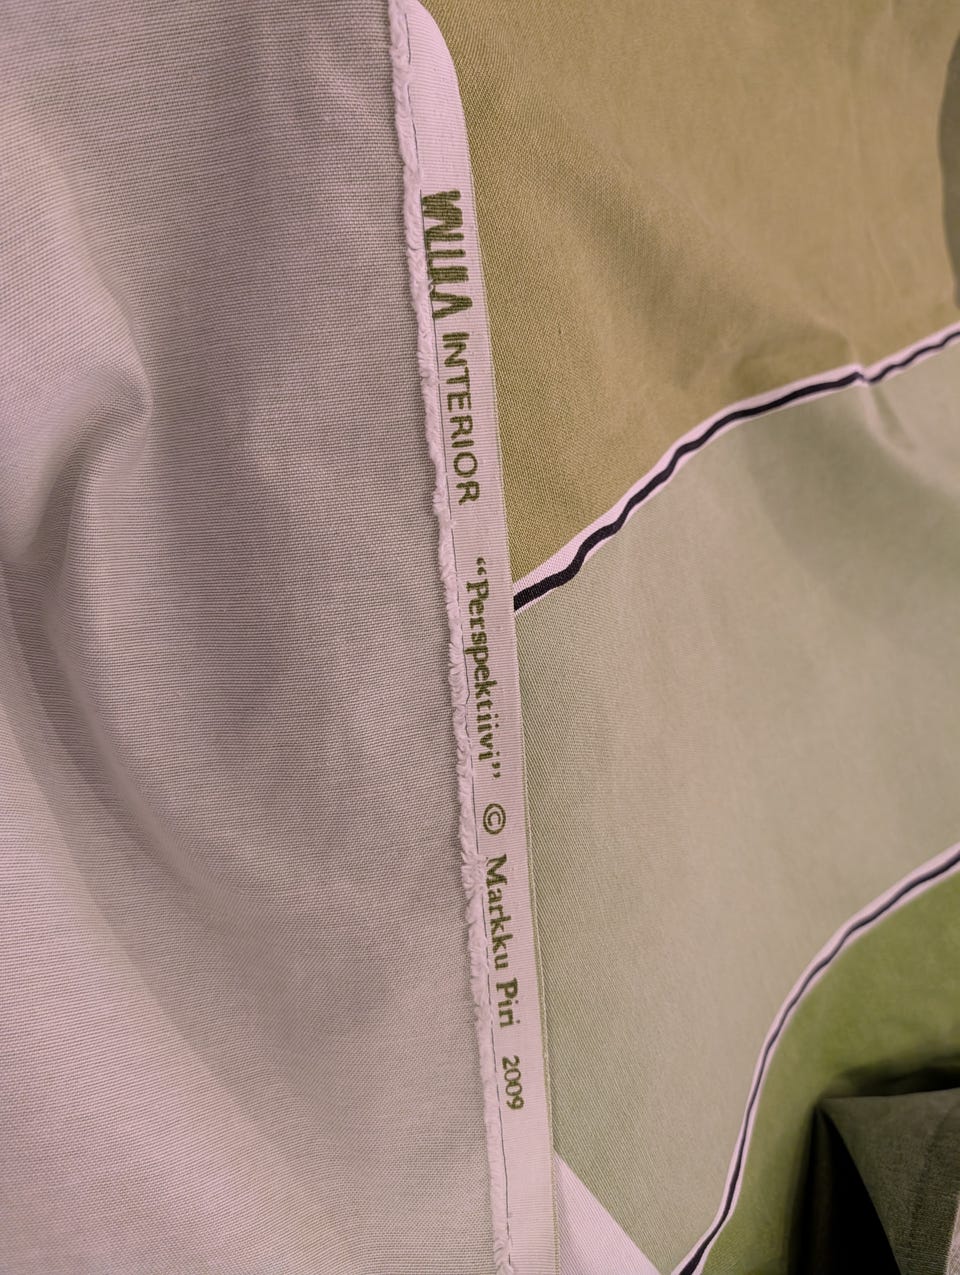 VALLILA INTERIOR “Perspektiivi” © Markku Piri 2009